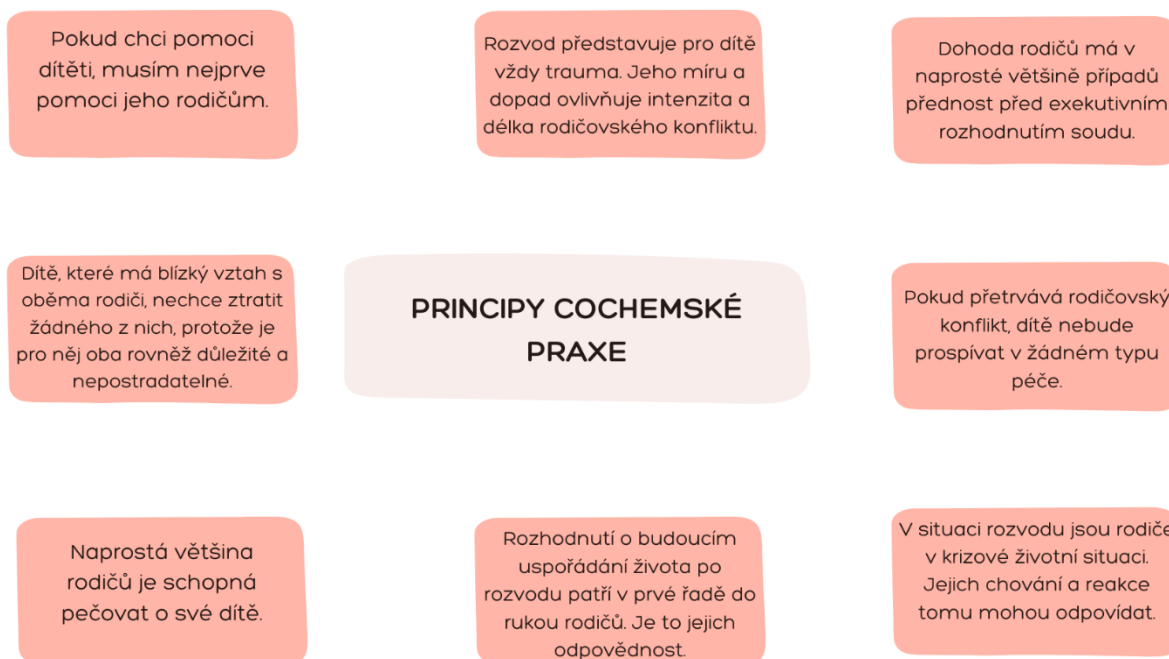 Pokud chci pomoci
dítěti, musím nejprve
pomoci jeho rodičům.
Rozvod představuje pro dítě
vždy trauma. Jeho míru a
dopad ovlivňuje intenzita a
délka rodičovského konfliktu.
Dohoda rodičů má v
naprosté většině případů
přednost před exekutivním
rozhodnutím soudu.
Dítě, které má blízký vztah s
oběma rodiči, nechce ztratit
žádného z nich, protože je
pro něj oba rovněž důležité a
nepostradatelné.
PRINCIPY COCHEMSKÉ
PRAXE
Pokud přetrvává rodičovský
konflikt, dítě nebude
prospívat v žádném typu
péče.
Naprostá většina
rodičů je schopná
pečovat o své dítě.
Rozhodnutí o budoucím
uspořádání života po
rozvodu patří v prvé řadě do
rukou rodičů. Je to jejich
odpovědnost.
V situaci rozvodu jsou rodiče
v krizové životní situaci.
Jejich chování a reakce
tomu mohou odpovídat.